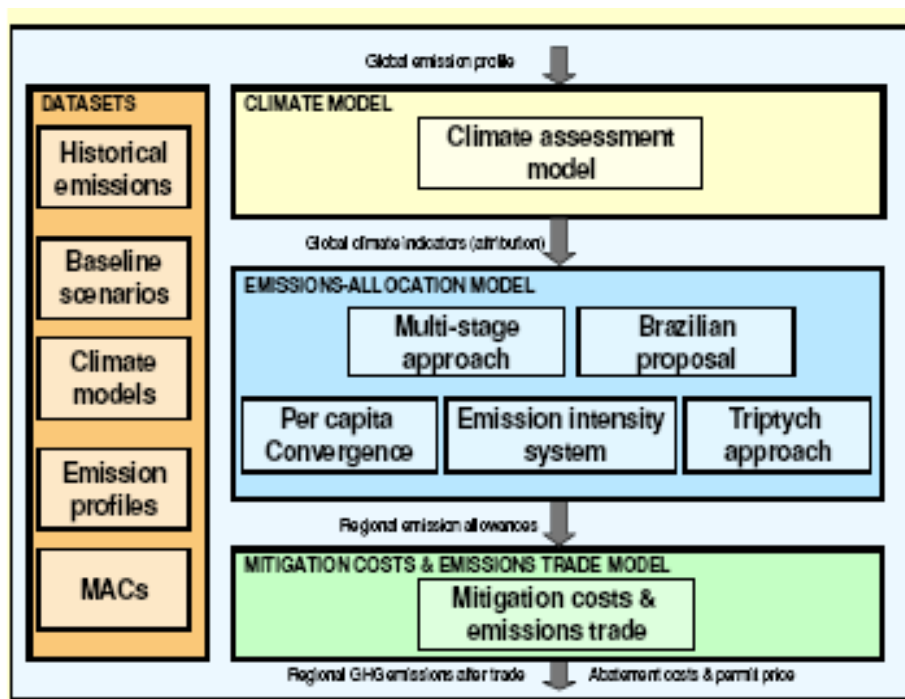 Global emission profile
DATASETS
Historical
emissions
Baseline
scenarios
Climate
models
Emission
profiles
MACs
CLIMATE MODEL
Climate assessment
model
Global climate indicators (attribution)
EMISSIONS-ALLOCATION MODEL
Multi-stage
approach
Brazilian
proposal
Per capita
Convergence
Emission intensity
system
Triptych
approach
Regional emission allowances
MITIGATION COSTS & EMISSIONS TRADE MODEL
Mitigation costs &
emissions trade
Regional GHG emissions after trade
Abatement costs & permit price